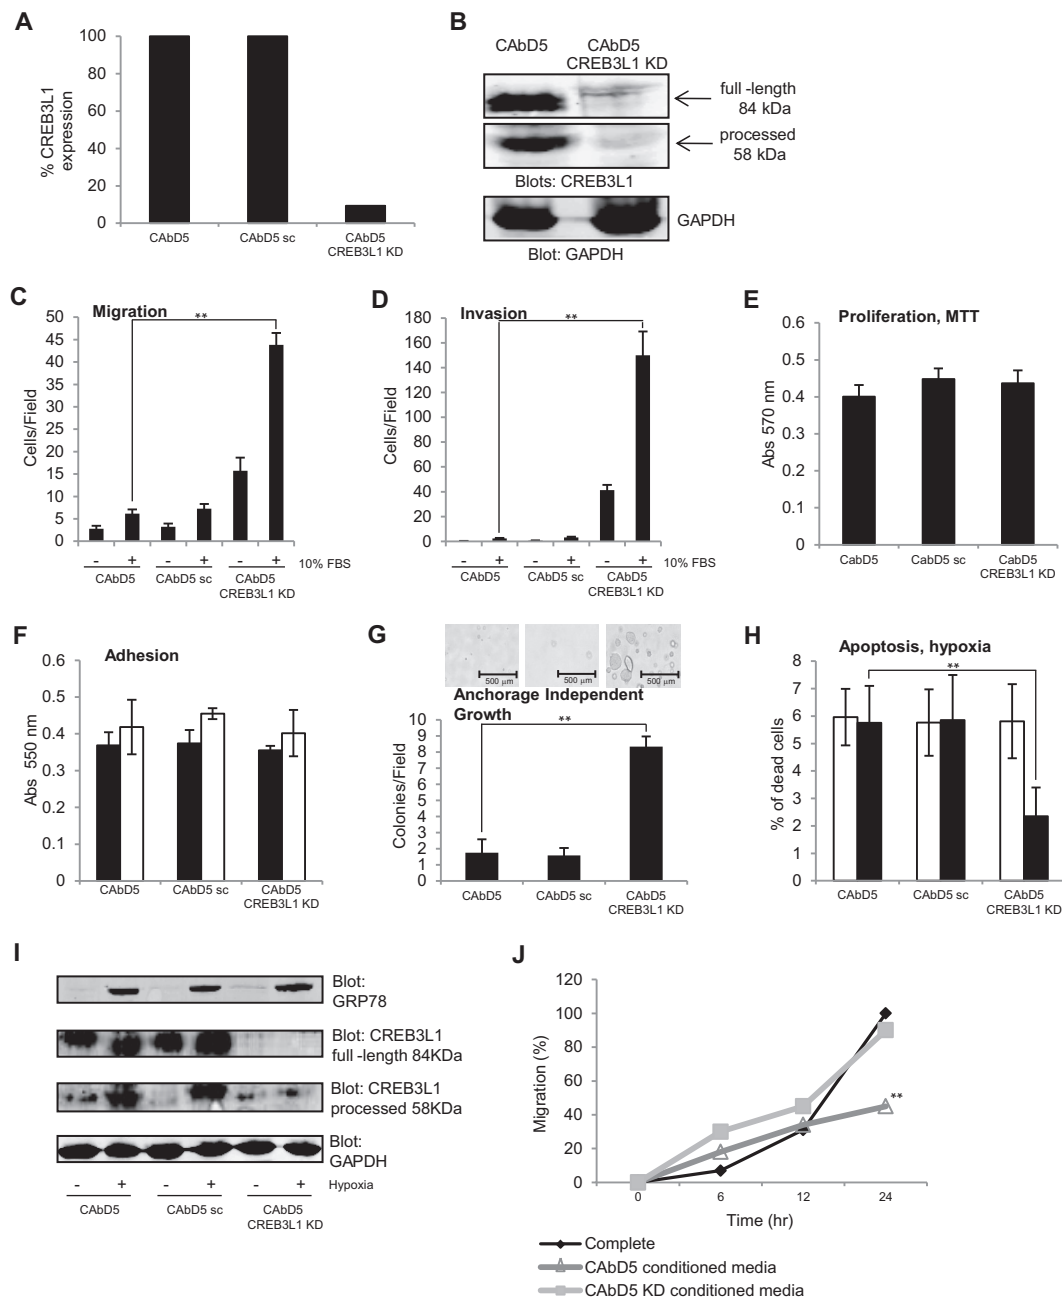 A
% CREB3L1
expression
100
80
60
40
20
0
CAbD5
CAbD5 sc
CAbD5
CREB3L1 KD
B
CAbD5
CAbD5
CREB3L1 KD
full -length
84 kDa
processed
58 kDa
Blots: CREB3L1
GAPDH
Blot: GAPDH
C
Migration
**
Cells/Field
50
45
40
35
30
25
20
15
10
5
0
- + - + - + 10% FBS
CAbD5
CAbD5 sc
CAbD5
CREB3L1 KD
D
Invasion
**
Cells/Field
180
160
140
120
100
80
60
40
20
0
- + - + - + 10% FBS
CAbD5
CAbD5 sc
CAbD5
CREB3L1 KD
E
Proliferation, MTT
Abs 570 nm
0.6
0.5
0.4
0.3
0.2
0.1
0
CabD5
CabD5 sc
CabD5
CREB3L1 KD
F
Adhesion
Abs 550 nm
0.6
0.5
0.4
0.3
0.2
0.1
0
CAbD5
CAbD5 sc
CAbD5
CREB3L1 KD
G
500 µm
500 µm
500 µm
Anchorage Independent
Growth
**
Colonies/Field
9
8
7
6
5
4
3
2
1
0
CAbD5
CAbD5 sc
CAbD5
CREB3L1 KD
H
Apoptosis, hypoxia
**
% of dead cells
8
7
6
5
4
3
2
1
0
CAbD5
CAbD5 sc
CAbD5
CREB3L1 KD
I
Blot:
GRP78
Blot: CREB3L1
full -length 84KDa
Blot: CREB3L1
processed 58KDa
Blot:
GAPDH
- + - + - + Hypoxia
CAbD5
CAbD5 sc
CAbD5
CREB3L1 KD
J
Migration (%)
120
100
80
60
40
20
0
**
0 6 12 24
Time (hr)
Complete
CAbD5 conditioned media
CAbD5 KD conditioned media